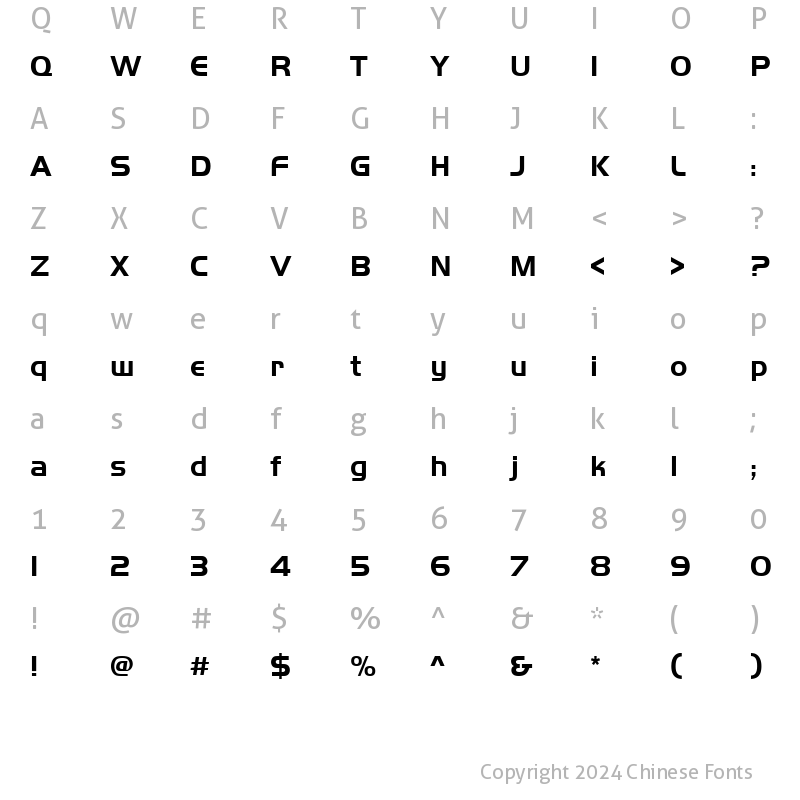 Q W E R T Y U I O P
Q W E R T Y U I O P
A S D F G H J K L :
A S D F G H J K L :
Z X C V B N M < > ?
Z X C V B N M < > ?
q w e r t y u i o p
q w e r t y u i o p
a s d f g h j k l ;
a s d f g h j k l ;
1 2 3 4 5 6 7 8 9 0
1 2 3 4 5 6 7 8 9 0
! @ # $ % ^ & * ( )
! @ # $ % ^ & * ( )
Copyright 2024 Chinese Fonts